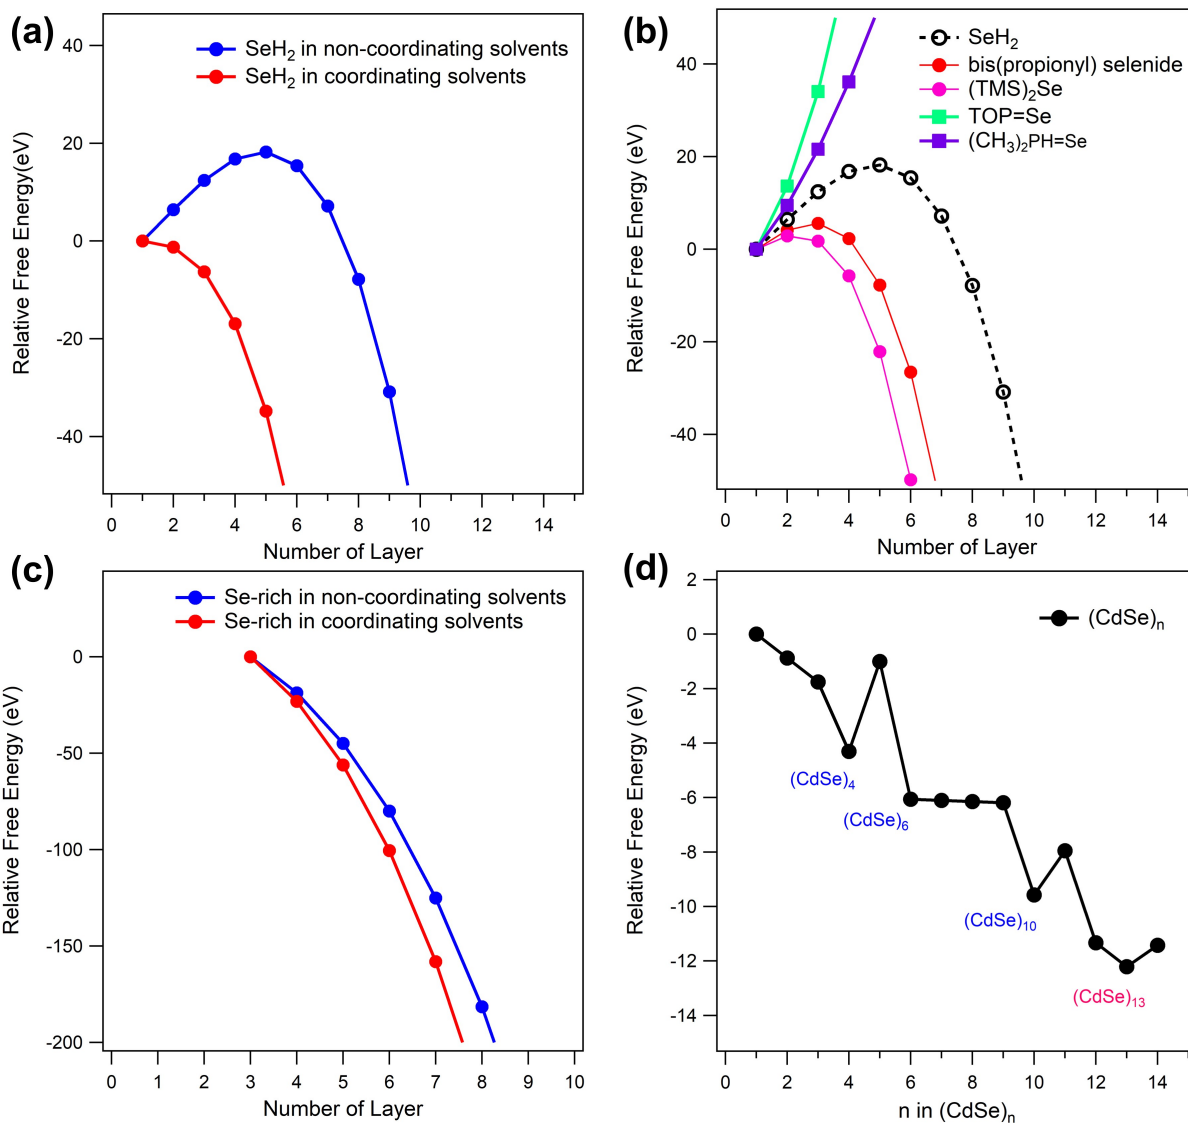 (a)
SeH₂ in non-coordinating solvents
SeH₂ in coordinating solvents
40
20
0
-20
-40
Relative Free Energy(eV)
0 2 4 6 8 10 12 14
Number of Layer
(b)
SeH₂
bis(propionyl) selenide
(TMS)₂Se
TOP=Se
(CH₃)₂PH=Se
40
20
0
-20
-40
Relative Free Energy (eV)
0 2 4 6 8 10 12 14
Number of Layer
(c)
Se-rich in non-coordinating solvents
Se-rich in coordinating solvents
0
-50
-100
-150
-200
Relative Free Energy (eV)
0 1 2 3 4 5 6 7 8 9 10
Number of Layer
(d)
(CdSe)ₙ
2
0
-2
-4
-6
-8
-10
-12
-14
Relative Free Energy (eV)
(CdSe)₄
(CdSe)₆
(CdSe)₁₀
(CdSe)₁₃
0 2 4 6 8 10 12 14
n in (CdSe)ₙ